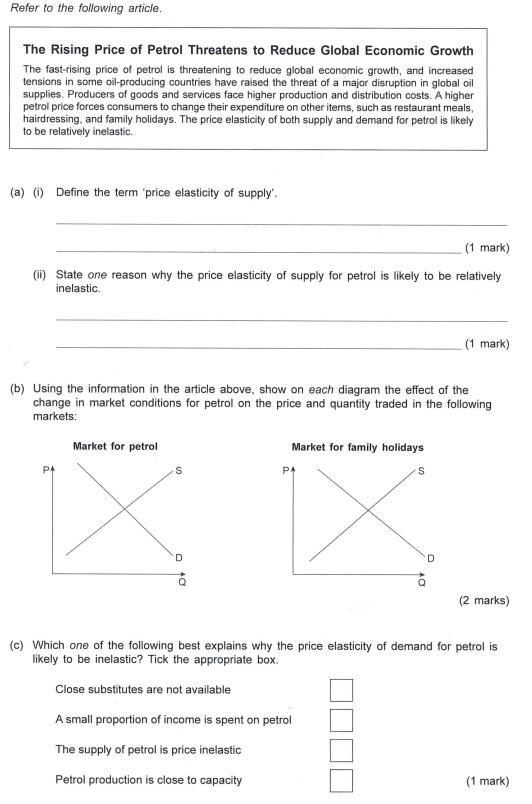 Refer to the following article.
The Rising Price of Petrol Threatens to Reduce Global Economic Growth
The fast-rising price of petrol is threatening to reduce global economic growth, and increased
tensions in some oil-producing countries have raised the threat of a major disruption in global oil
supplies. Producers of goods and services face higher production and distribution costs. A higher
petrol price forces consumers to change their expenditure on other items, such as restaurant meals,
hairdressing, and family holidays. The price elasticity of both supply and demand for petrol is likely
to be relatively inelastic.
(a) (i) Define the term 'price elasticity of supply'.
(1 mark)
(ii) State one reason why the price elasticity of supply for petrol is likely to be relatively
inelastic.
(1 mark)
(b) Using the information in the article above, show on each diagram the effect of the
change in market conditions for petrol on the price and quantity traded in the following
markets:
Market for petrol
P
S
D
Q
Market for family holidays
P
S
D
Q
(2 marks)
(c) Which one of the following best explains why the price elasticity of demand for petrol is
likely to be inelastic? Tick the appropriate box.
Close substitutes are not available
A small proportion of income is spent on petrol
The supply of petrol is price inelastic
Petrol production is close to capacity
(1 mark)